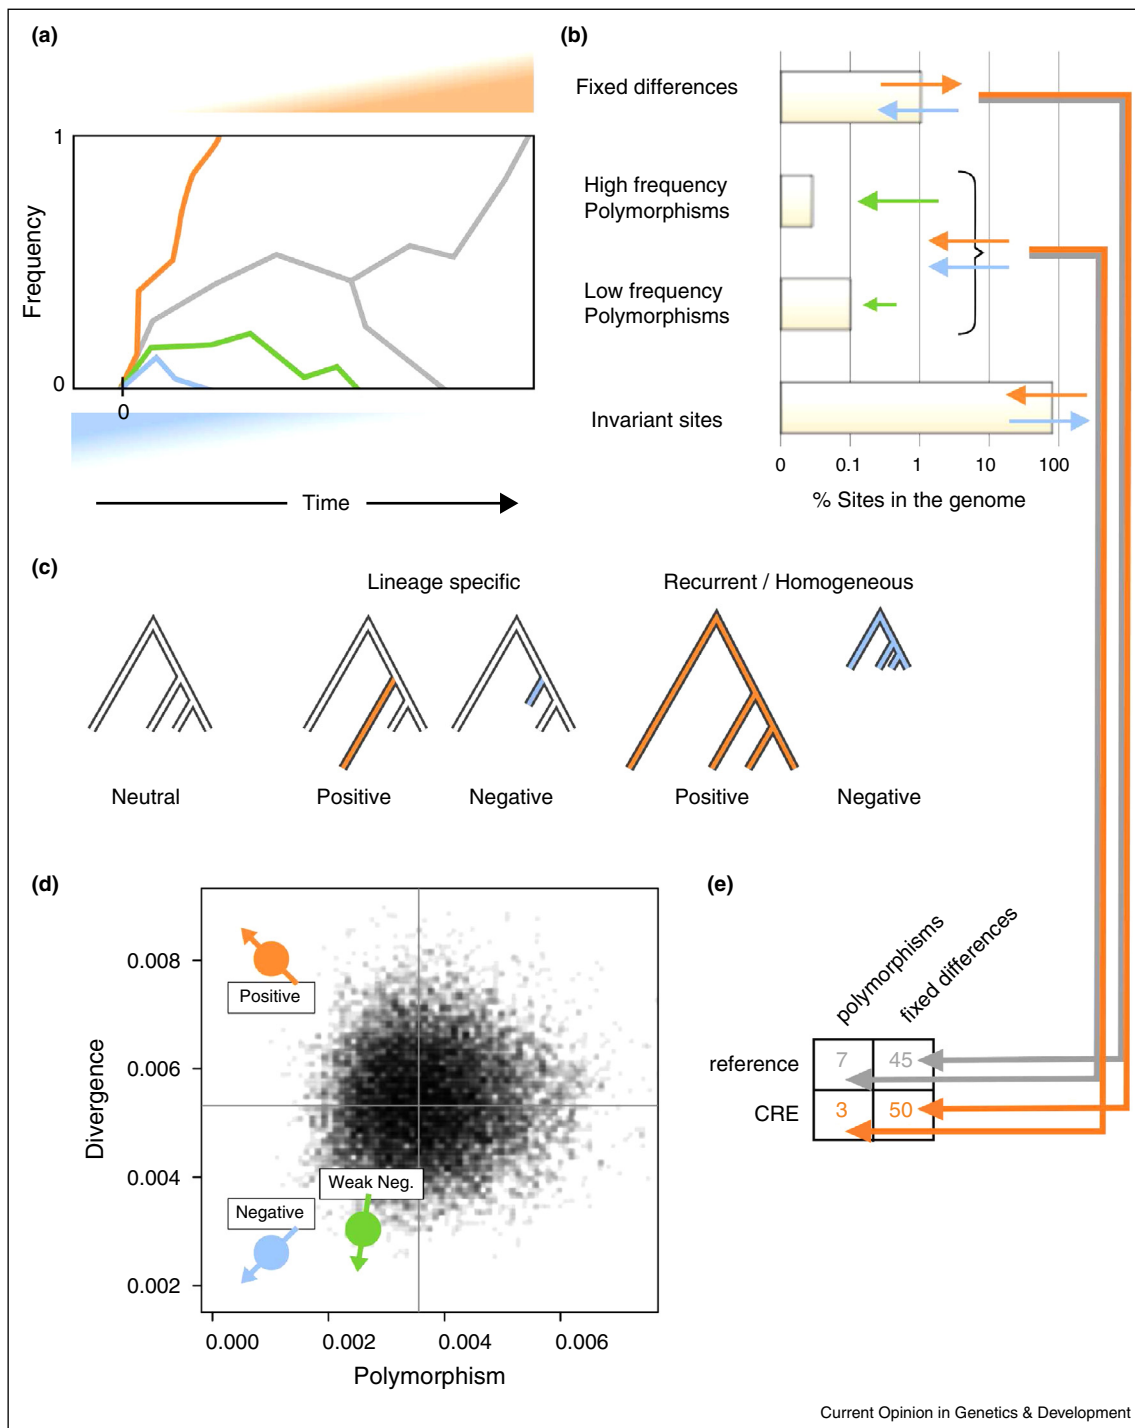 (a)
1
Frequency
0
0
Time
(b)
Fixed differences
High frequency
Polymorphisms
Low frequency
Polymorphisms
Invariant sites
0 0.1 1 10 100
% Sites in the genome
(c)
Lineage specific
Recurrent / Homogeneous
Neutral
Positive
Negative
Positive
Negative
(d)
0.008
0.006
0.004
0.002
Divergence
Positive
Weak Neg.
Negative
0.000 0.002 0.004 0.006
Polymorphism
(e)
polymorphisms
fixed differences
reference 7 45
CRE 3 50
Current Opinion in Genetics & Development